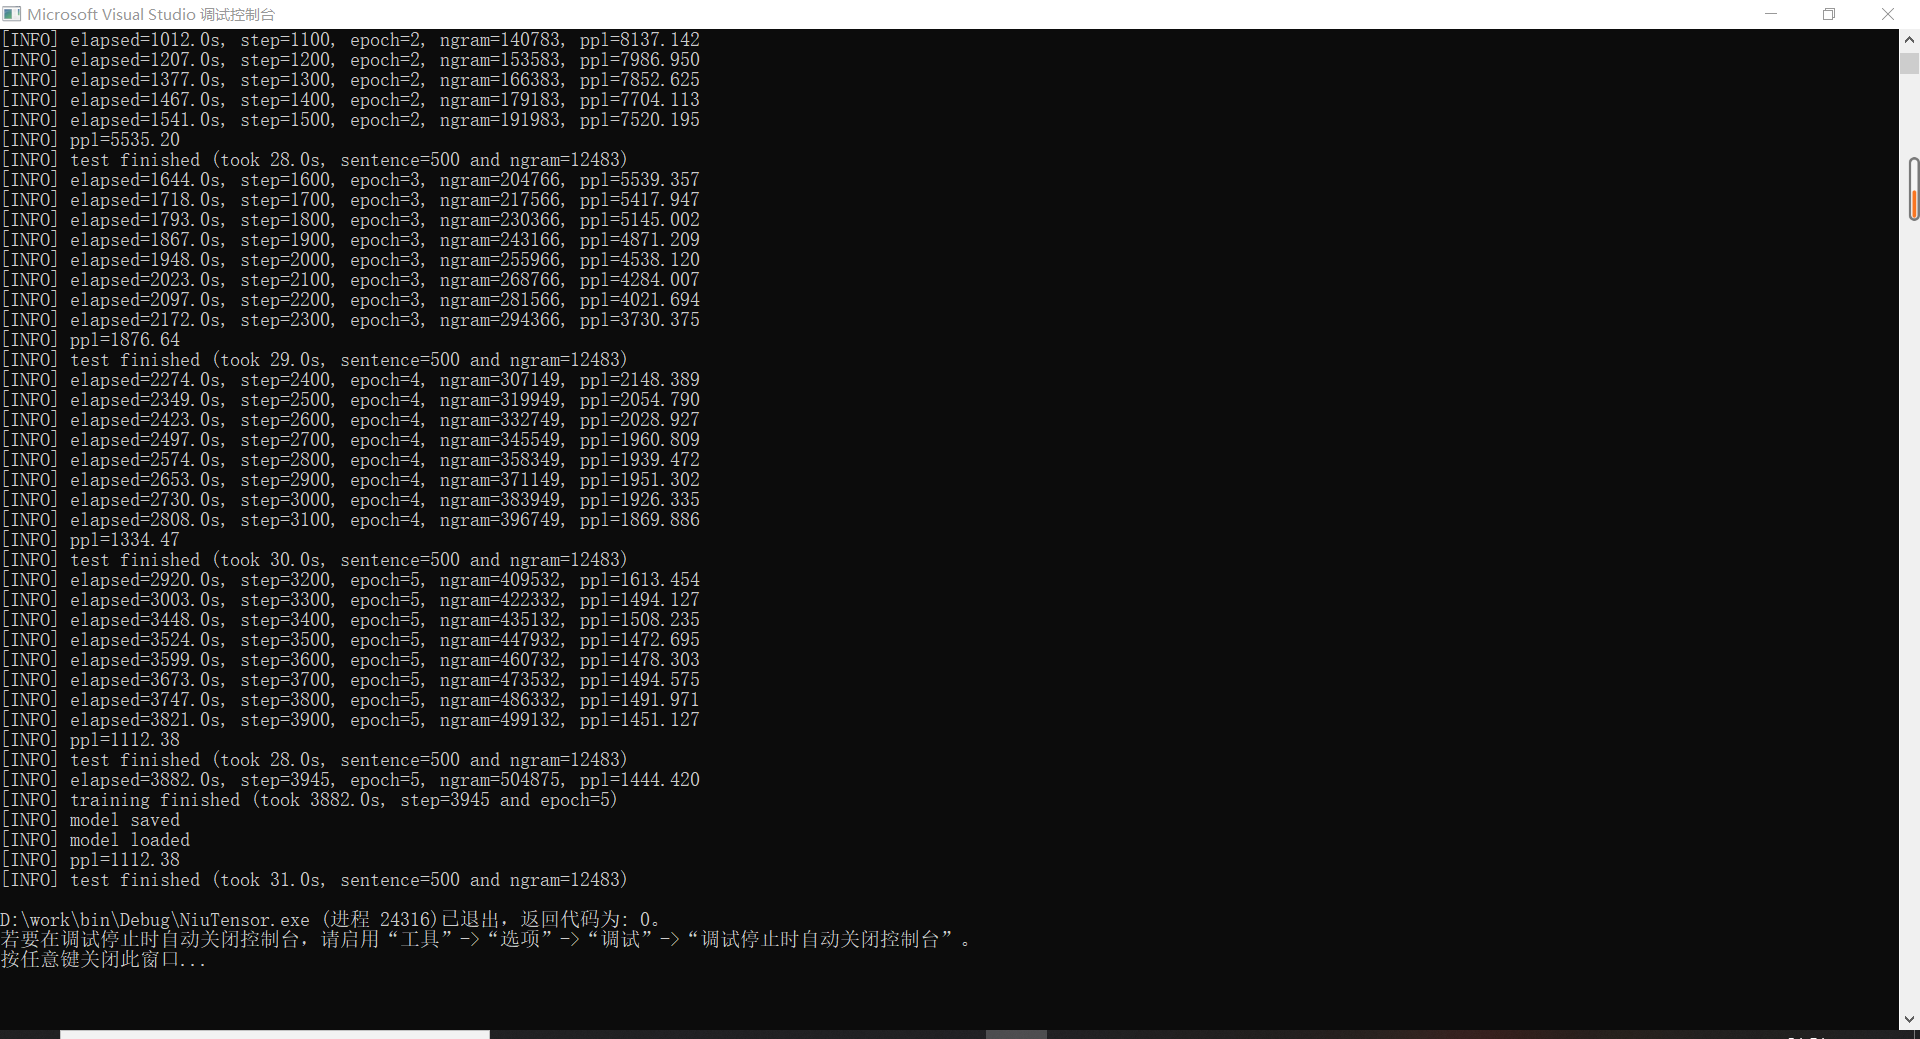 Microsoft Visual Studio 调试控制台
[INFO] elapsed=1012.0s, step=1100, epoch=2, ngram=140783, ppl=8137.142
[INFO] elapsed=1207.0s, step=1200, epoch=2, ngram=153583, ppl=7986.950
[INFO] elapsed=1377.0s, step=1300, epoch=2, ngram=166383, ppl=7852.625
[INFO] elapsed=1467.0s, step=1400, epoch=2, ngram=179183, ppl=7704.113
[INFO] elapsed=1541.0s, step=1500, epoch=2, ngram=191983, ppl=7520.195
[INFO] ppl=5535.20
[INFO] test finished (took 28.0s, sentence=500 and ngram=12483)
[INFO] elapsed=1644.0s, step=1600, epoch=3, ngram=204766, ppl=5539.357
[INFO] elapsed=1718.0s, step=1700, epoch=3, ngram=217566, ppl=5417.947
[INFO] elapsed=1793.0s, step=1800, epoch=3, ngram=230366, ppl=5145.002
[INFO] elapsed=1867.0s, step=1900, epoch=3, ngram=243166, ppl=4871.209
[INFO] elapsed=1948.0s, step=2000, epoch=3, ngram=255966, ppl=4538.120
[INFO] elapsed=2023.0s, step=2100, epoch=3, ngram=268766, ppl=4284.007
[INFO] elapsed=2097.0s, step=2200, epoch=3, ngram=281566, ppl=4021.694
[INFO] elapsed=2172.0s, step=2300, epoch=3, ngram=294366, ppl=3730.375
[INFO] ppl=1876.64
[INFO] test finished (took 29.0s, sentence=500 and ngram=12483)
[INFO] elapsed=2274.0s, step=2400, epoch=4, ngram=307149, ppl=2148.389
[INFO] elapsed=2349.0s, step=2500, epoch=4, ngram=319949, ppl=2054.790
[INFO] elapsed=2423.0s, step=2600, epoch=4, ngram=332749, ppl=2028.927
[INFO] elapsed=2497.0s, step=2700, epoch=4, ngram=345549, ppl=1960.809
[INFO] elapsed=2574.0s, step=2800, epoch=4, ngram=358349, ppl=1939.472
[INFO] elapsed=2653.0s, step=2900, epoch=4, ngram=371149, ppl=1951.302
[INFO] elapsed=2730.0s, step=3000, epoch=4, ngram=383949, ppl=1926.335
[INFO] elapsed=2808.0s, step=3100, epoch=4, ngram=396749, ppl=1869.886
[INFO] ppl=1334.47
[INFO] test finished (took 30.0s, sentence=500 and ngram=12483)
[INFO] elapsed=2920.0s, step=3200, epoch=5, ngram=409532, ppl=1613.454
[INFO] elapsed=3003.0s, step=3300, epoch=5, ngram=422332, ppl=1494.127
[INFO] elapsed=3448.0s, step=3400, epoch=5, ngram=435132, ppl=1508.235
[INFO] elapsed=3524.0s, step=3500, epoch=5, ngram=447932, ppl=1472.695
[INFO] elapsed=3599.0s, step=3600, epoch=5, ngram=460732, ppl=1478.303
[INFO] elapsed=3673.0s, step=3700, epoch=5, ngram=473532, ppl=1494.575
[INFO] elapsed=3747.0s, step=3800, epoch=5, ngram=486332, ppl=1491.971
[INFO] elapsed=3821.0s, step=3900, epoch=5, ngram=499132, ppl=1451.127
[INFO] ppl=1112.38
[INFO] test finished (took 28.0s, sentence=500 and ngram=12483)
[INFO] elapsed=3882.0s, step=3945, epoch=5, ngram=504875, ppl=1444.420
[INFO] training finished (took 3882.0s, step=3945 and epoch=5)
[INFO] model saved
[INFO] model loaded
[INFO] ppl=1112.38
[INFO] test finished (took 31.0s, sentence=500 and ngram=12483)
D:\work\bin\Debug\NiuTensor.exe (进程 24316)已退出，返回代码为: 0。
若要在调试停止时自动关闭控制台，请启用“工具”->“选项”->“调试”->“调试停止时自动关闭控制台”。
按任意键关闭此窗口...